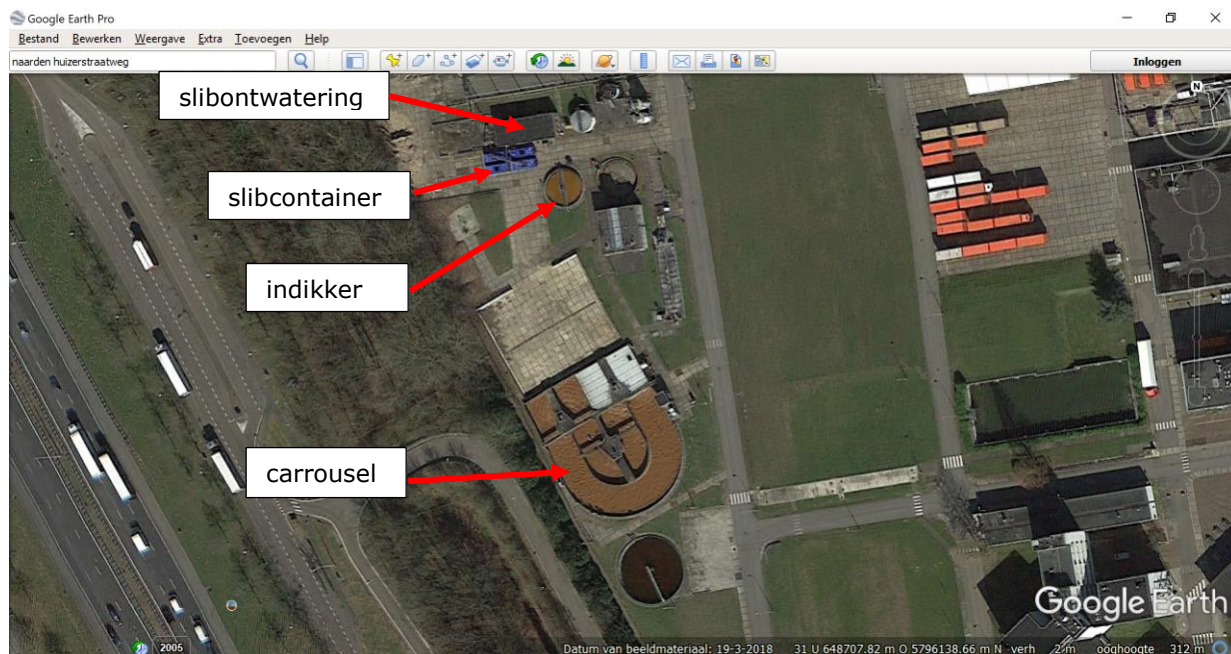 Google Earth Pro
Bestand Bewerken Weergave Extra Toevoegen Help
naarden huizerstraatweg
Inloggen
N
slibontwatering
slibcontainer
indikker
carrousel
Google Earth
2005
Datum van beeldmateriaal: 19-3-2018 31 U 648707.82 m O 5796138.66 m N verh 2 m ooghoogte 312 m